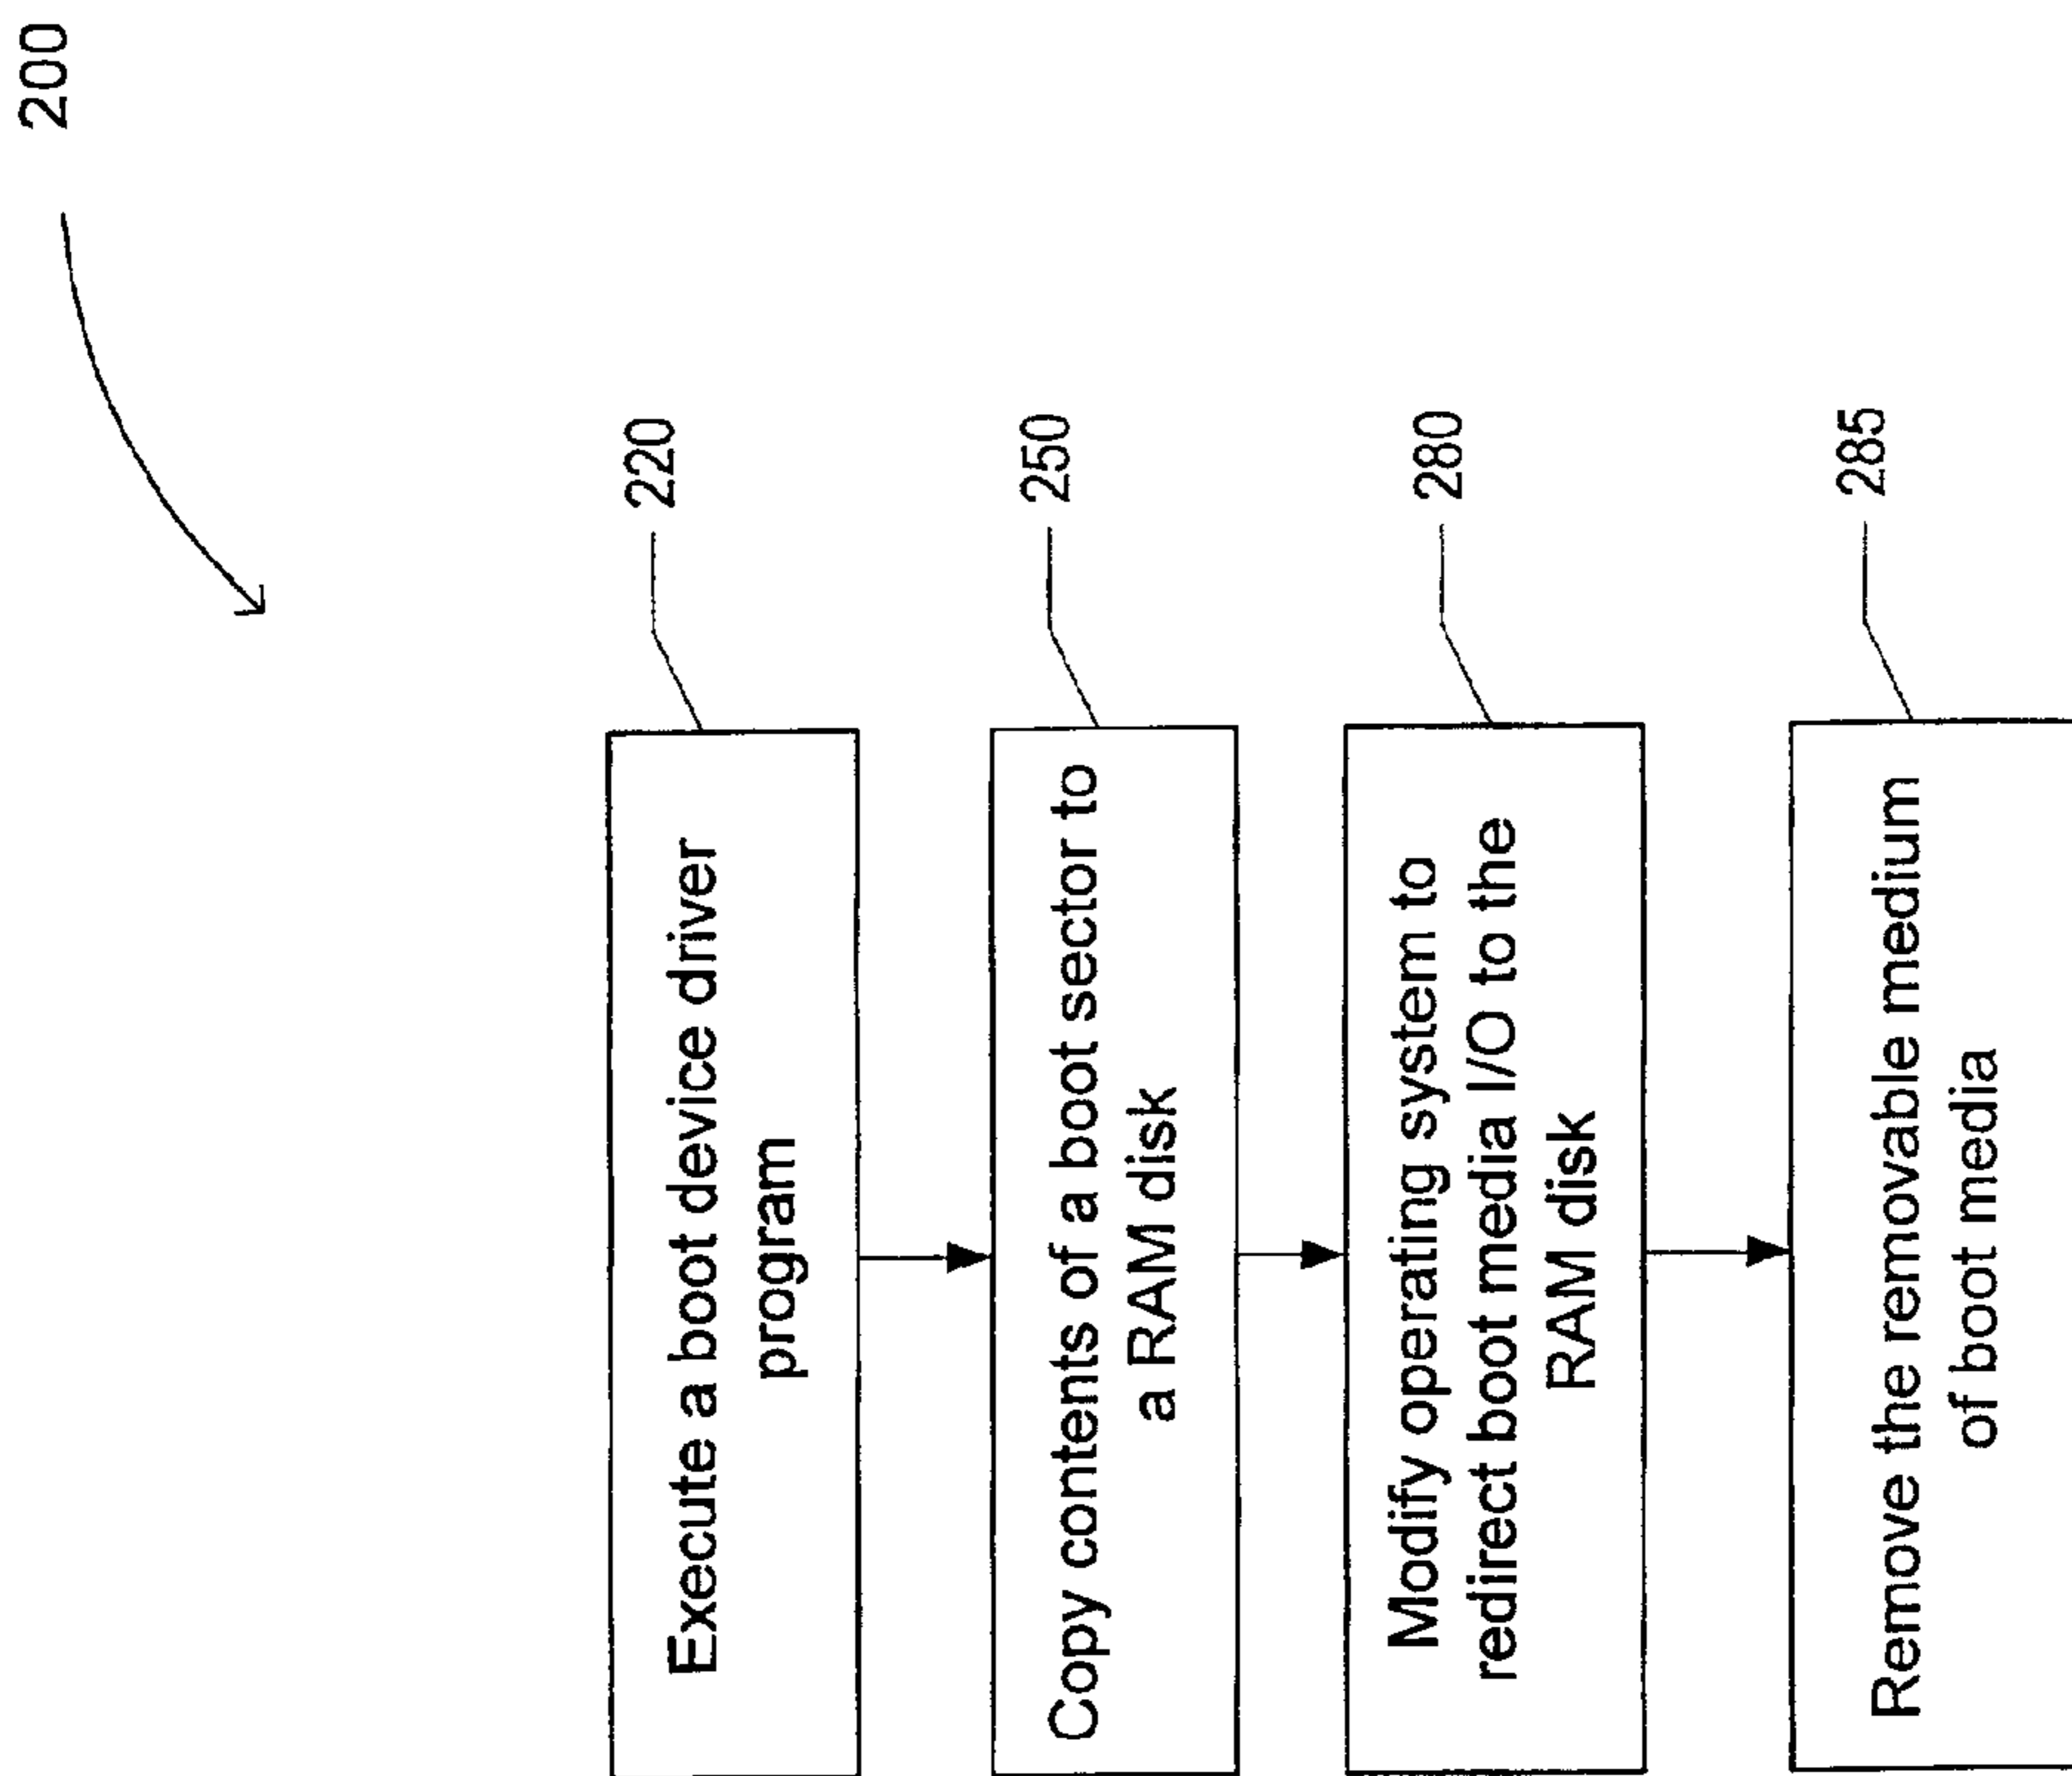 200
Execute a boot device driver
program
220
Copy contents of a boot sector to
a RAM disk
250
Modify operating system to
redirect boot media I/O to the
RAM disk
280
Remove the removable medium
of boot media
285